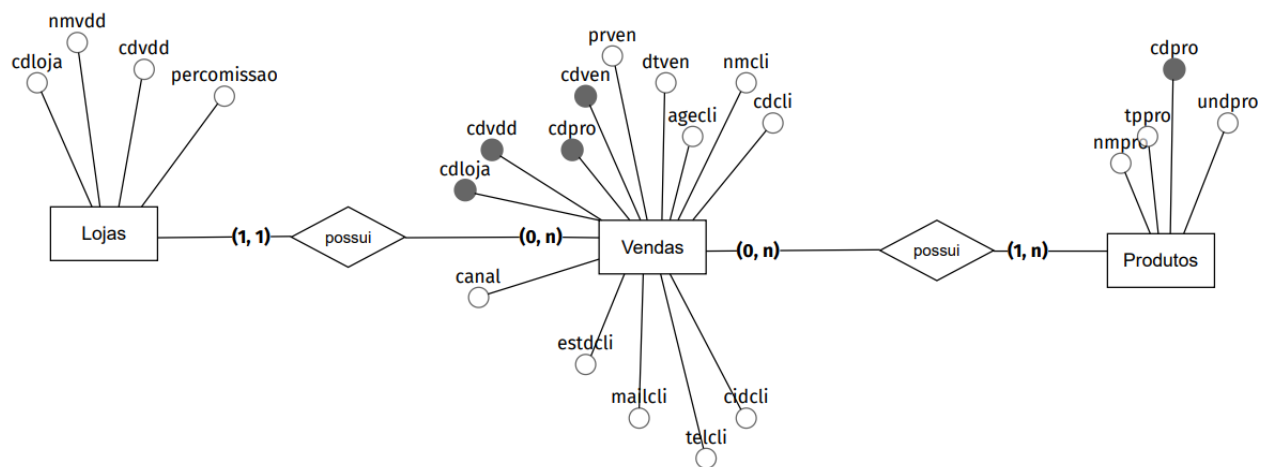 nmvdd
cdloja
cdvdd
percomissao
Lojas
(1, 1)
possui
(0, n)
prven
cdven
dtven
nmcli
cdvdd
cdpro
agecli
cdcli
cdloja
Vendas
canal
estdcli
mailcli
telcli
cidcli
(0, n)
possui
(1, n)
cdpro
tppro
undpro
nmpro
Produtos